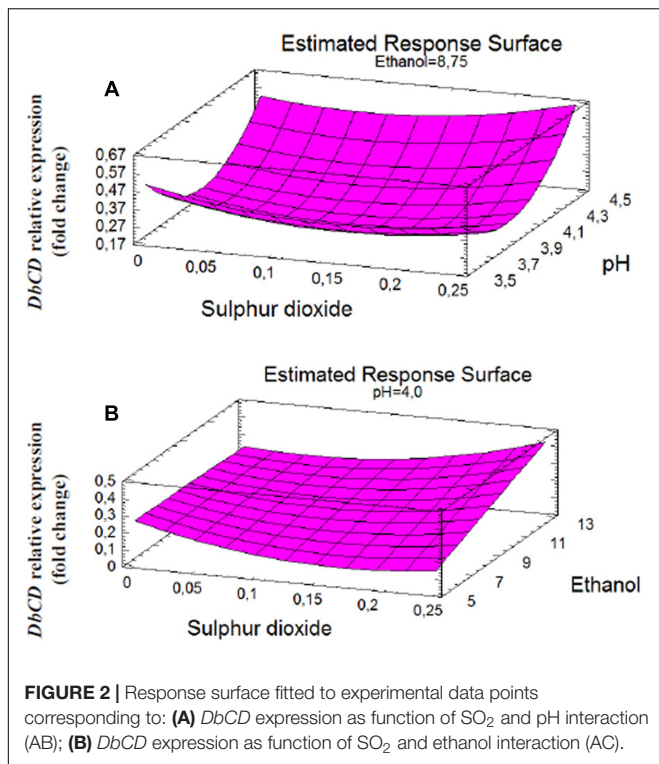 Estimated Response Surface
Ethanol=8,75
A
DbCD relative expression
(fold change)
0,67
0,57
0,47
0,37
0,27
0,17
0
0,05
0,1
0,15
0,2
0,25
Sulphur dioxide
3,5
3,7
3,9
4,1
4,3
4,5
pH
Estimated Response Surface
pH=4,0
B
DbCD relative expression
(fold change)
0,5
0,4
0,3
0,2
0,1
0
0
0,05
0,1
0,15
0,2
0,25
Sulphur dioxide
5
7
9
11
13
Ethanol
FIGURE 2 | Response surface fitted to experimental data points
corresponding to: (A) DbCD expression as function of SO₂ and pH interaction
(AB); (B) DbCD expression as function of SO₂ and ethanol interaction (AC).